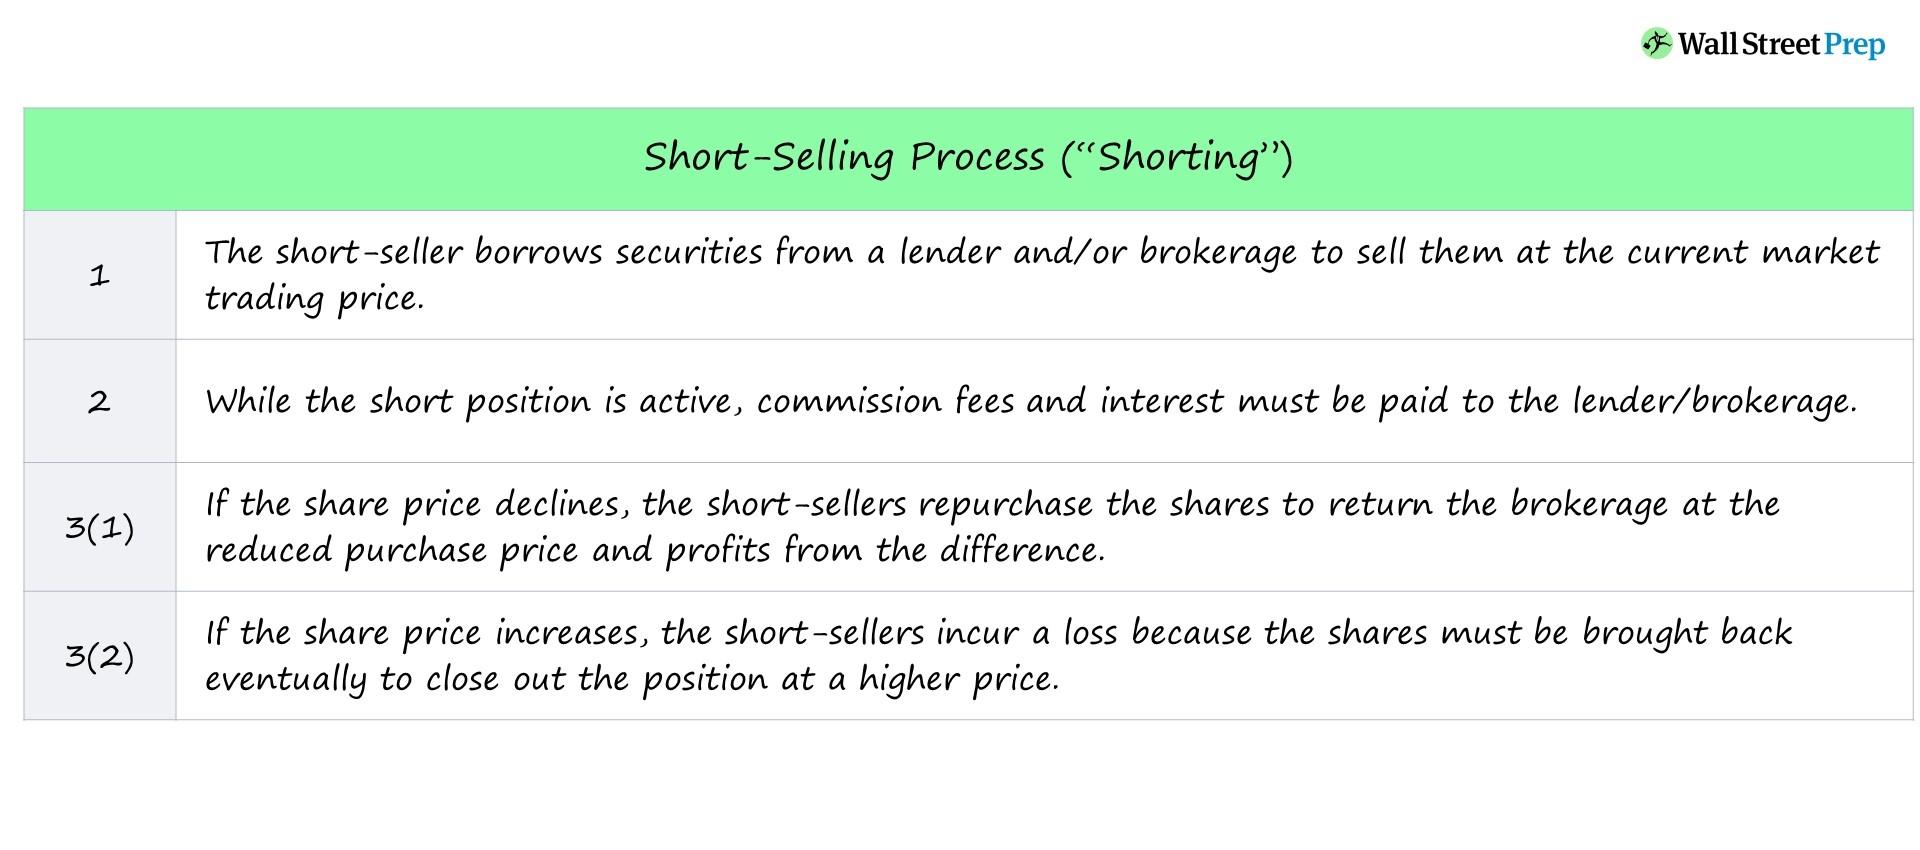 Wall Street Prep
Short-Selling Process (“Shorting”)
1
The short-seller borrows securities from a lender and/or brokerage to sell them at the current market
trading price.
2
While the short position is active, commission fees and interest must be paid to the lender/brokerage.
3(1)
If the share price declines, the short-sellers repurchase the shares to return the brokerage at the
reduced purchase price and profits from the difference.
3(2)
If the share price increases, the short-sellers incur a loss because the shares must be brought back
eventually to close out the position at a higher price.